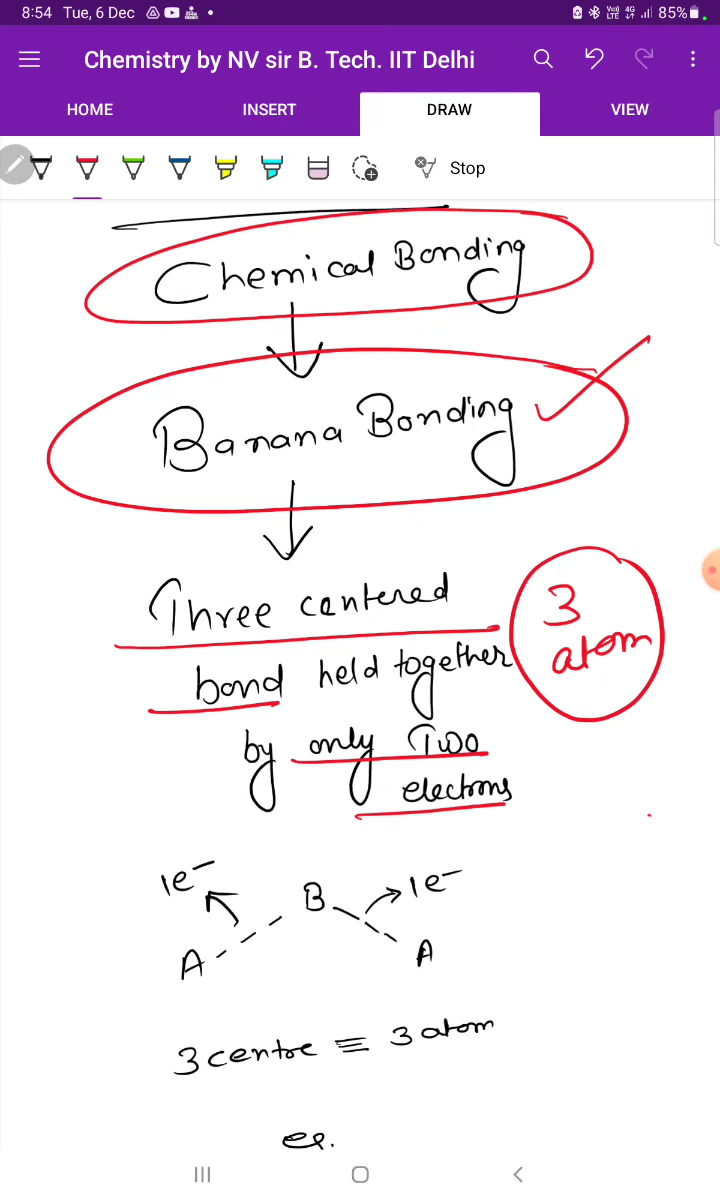 8:54 Tue, 6 Dec 85%
Chemistry by NV sir B. Tech. IIT Delhi
HOME INSERT DRAW VIEW
Stop
Chemical Bonding
Banana Bonding
Three centered
bond held together
3
atom
by only Two
electrons
1e⁻ B 1e⁻
A A
3 centre ≡ 3 atom
ex.